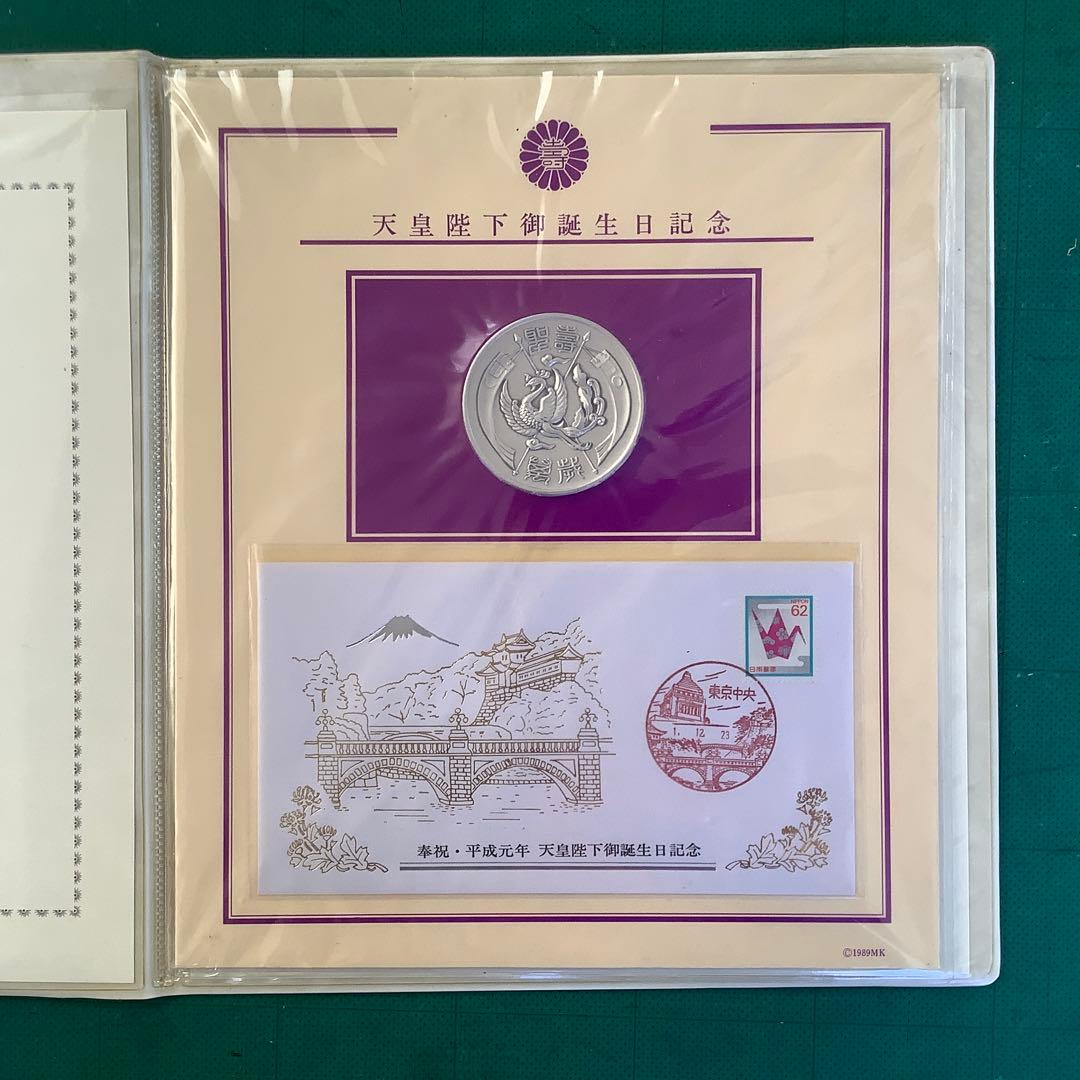 壽
天皇陛下御誕生日記念
聖壽
萬歳
NIPPON
62
日本郵便
東京中央
1. 12 23
奉祝・平成元年 天皇陛下御誕生日記念
©1989MK